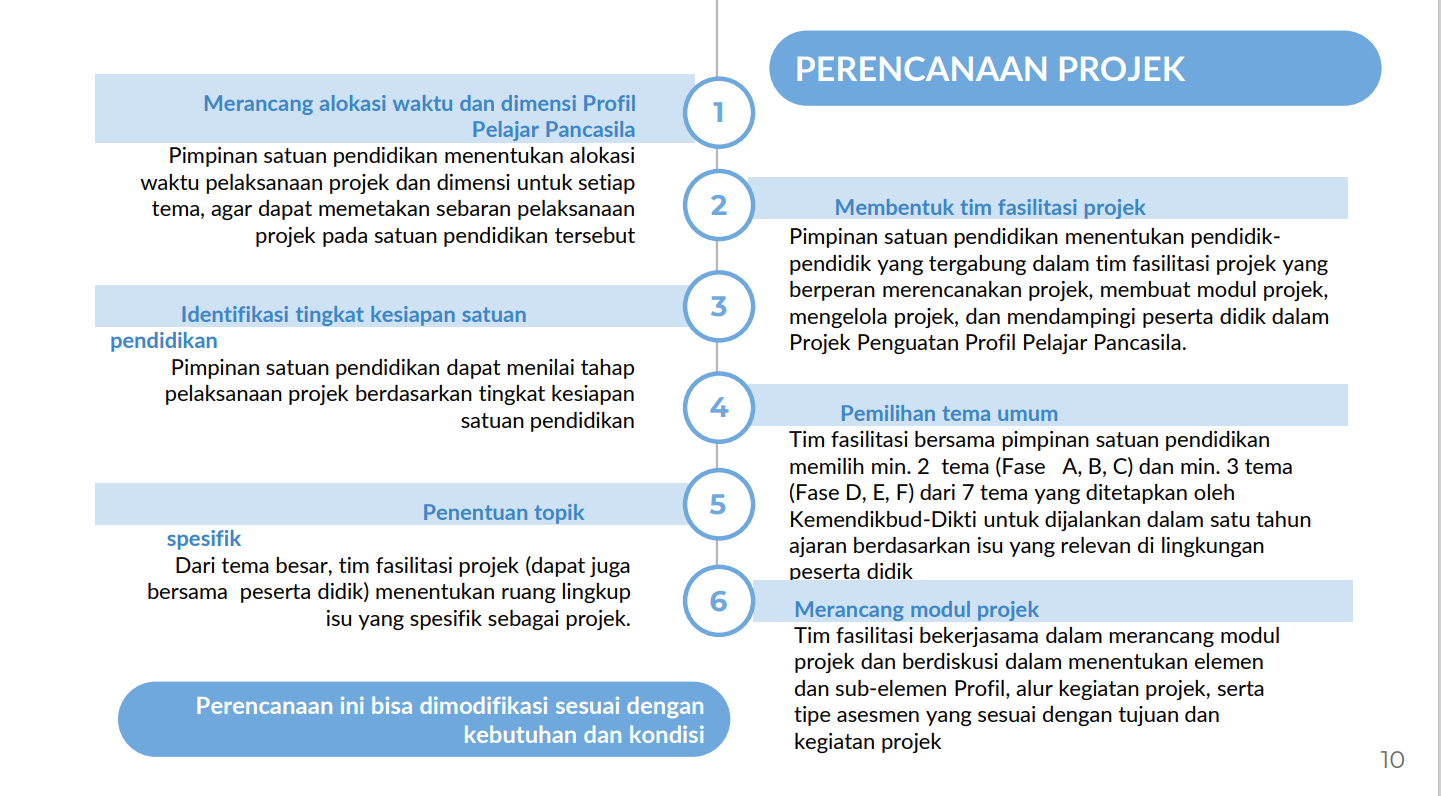 PERENCANAAN PROJEK
1
Merancang alokasi waktu dan dimensi Profil
Pelajar Pancasila
Pimpinan satuan pendidikan menentukan alokasi
waktu pelaksanaan projek dan dimensi untuk setiap
tema, agar dapat memetakan sebaran pelaksanaan
projek pada satuan pendidikan tersebut
2
Membentuk tim fasilitasi projek
Pimpinan satuan pendidikan menentukan pendidik-
pendidik yang tergabung dalam tim fasilitasi projek yang
berperan merencanakan projek, membuat modul projek,
mengelola projek, dan mendampingi peserta didik dalam
Projek Penguatan Profil Pelajar Pancasila.
3
Identifikasi tingkat kesiapan satuan
pendidikan
Pimpinan satuan pendidikan dapat menilai tahap
pelaksanaan projek berdasarkan tingkat kesiapan
satuan pendidikan
4
Pemilihan tema umum
Tim fasilitasi bersama pimpinan satuan pendidikan
memilih min. 2 tema (Fase A, B, C) dan min. 3 tema
(Fase D, E, F) dari 7 tema yang ditetapkan oleh
Kemendikbud-Dikti untuk dijalankan dalam satu tahun
ajaran berdasarkan isu yang relevan di lingkungan
peserta didik
5
Penentuan topik
spesifik
Dari tema besar, tim fasilitasi projek (dapat juga
bersama peserta didik) menentukan ruang lingkup
isu yang spesifik sebagai projek.
6
Merancang modul projek
Tim fasilitasi bekerjasama dalam merancang modul
projek dan berdiskusi dalam menentukan elemen
dan sub-elemen Profil, alur kegiatan projek, serta
tipe asesmen yang sesuai dengan tujuan dan
kegiatan projek
Perencanaan ini bisa dimodifikasi sesuai dengan
kebutuhan dan kondisi
10